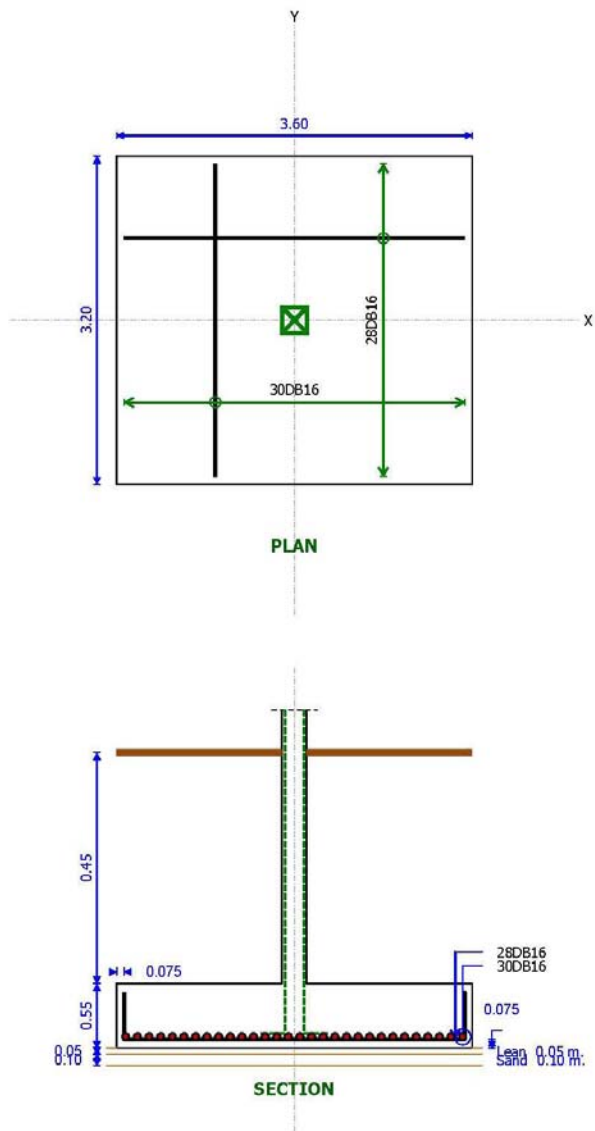 Y
3.60
3.20
28DB16
X
30DB16
PLAN
0.45
28DB16
30DB16
0.075
0.55
0.075
0.05
Lean 0.05 m.
0.10
Sand 0.10 m.
SECTION